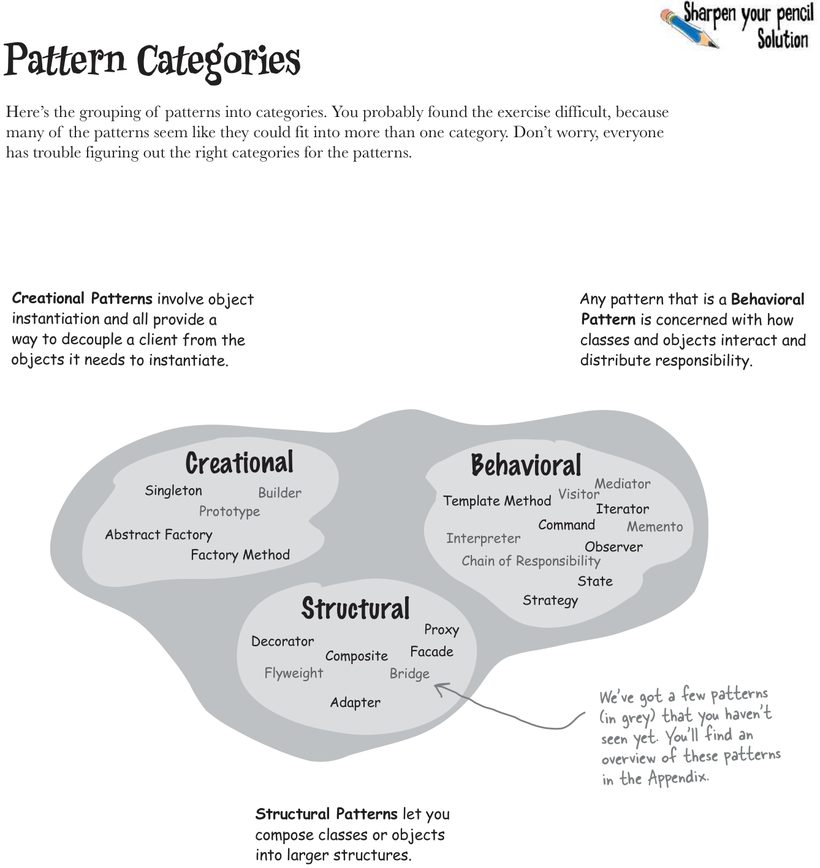 Sharpen your pencil
Solution
Pattern Categories
Here's the grouping of patterns into categories. You probably found the exercise difficult, because
many of the patterns seem like they could fit into more than one category. Don't worry, everyone
has trouble figuring out the right categories for the patterns.
Creational Patterns involve object
instantiation and all provide a
way to decouple a client from the
objects it needs to instantiate.
Any pattern that is a Behavioral
Pattern is concerned with how
classes and objects interact and
distribute responsibility.
Creational
Singleton Builder
Prototype
Abstract Factory
Factory Method
Behavioral
Mediator
Template Method Visitor
Iterator
Command Memento
Interpreter
Observer
Chain of Responsibility
State
Strategy
Structural
Proxy
Decorator
Composite Facade
Flyweight Bridge
Adapter
We've got a few patterns
(in grey) that you haven't
seen yet. You'll find an
overview of these patterns
in the Appendix.
Structural Patterns let you
compose classes or objects
into larger structures.